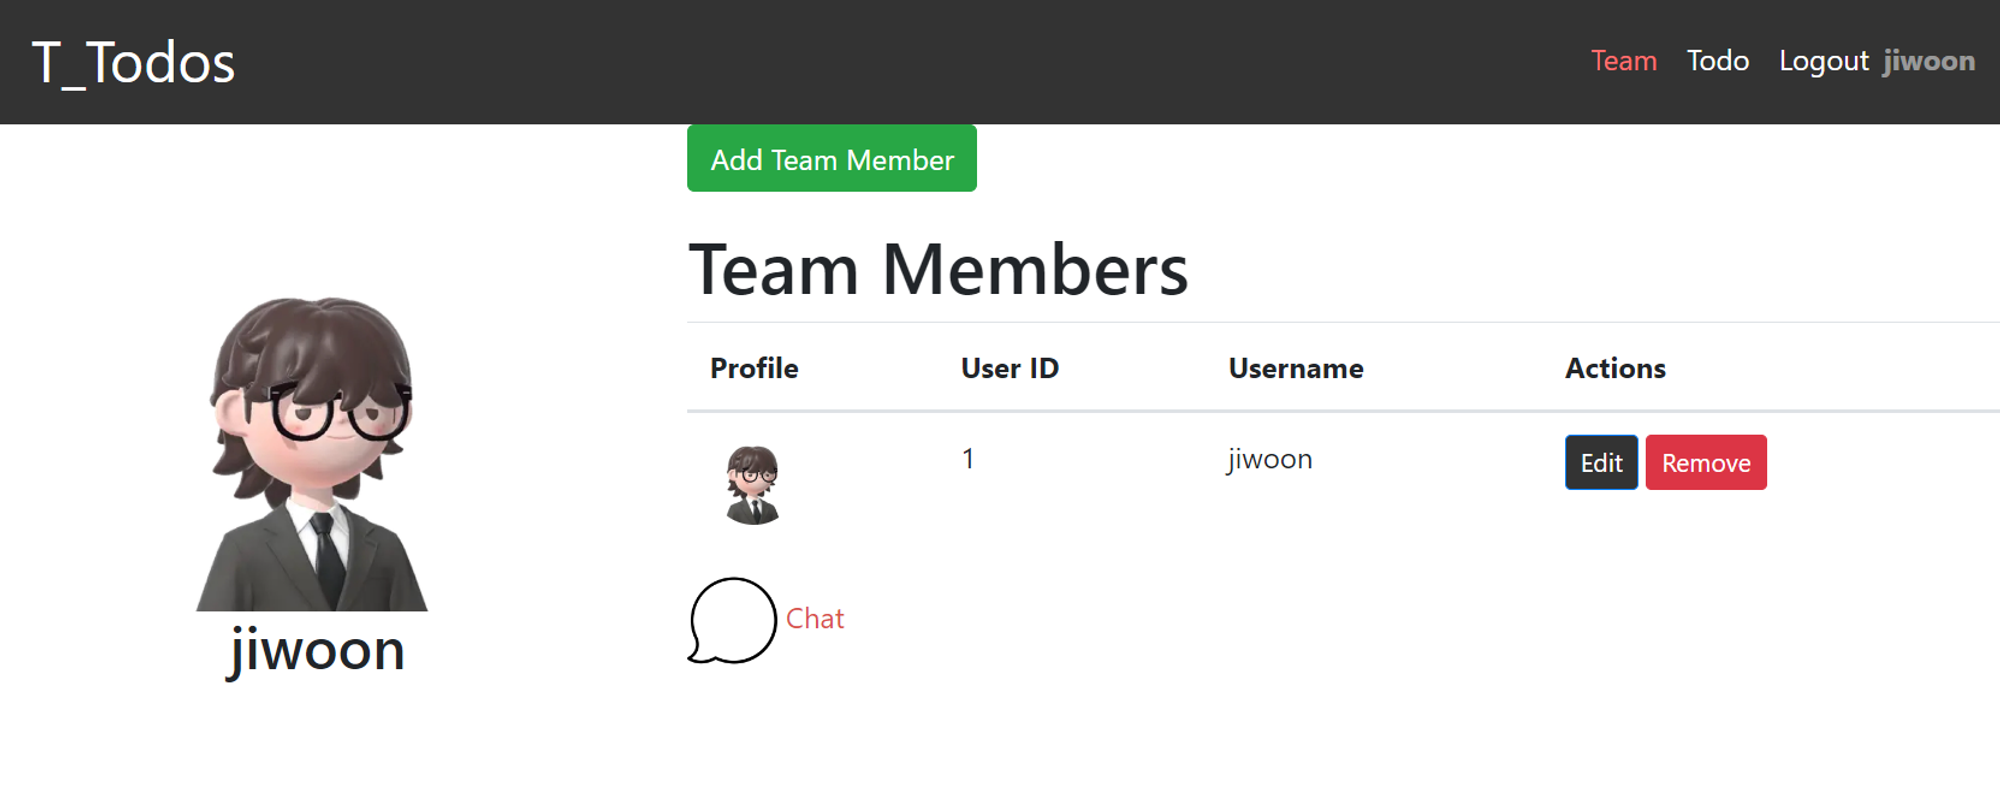 T_Todos
Team Todo Logout jiwoon
Add Team Member
Team Members
Profile User ID Username Actions
1 jiwoon Edit Remove
Chat
jiwoon